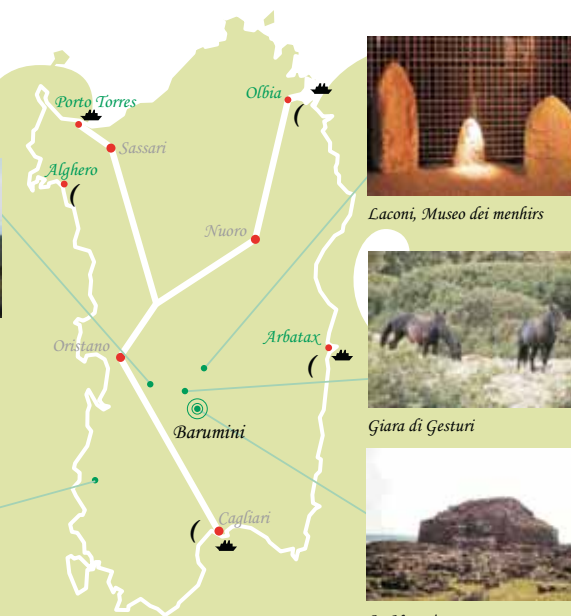 Porto Torres
Olbia
Sassari
Alghero
Laconi, Museo dei menhirs
Nuoro
Arbatax
Oristano
Giara di Gesturi
Barumini
Cagliari